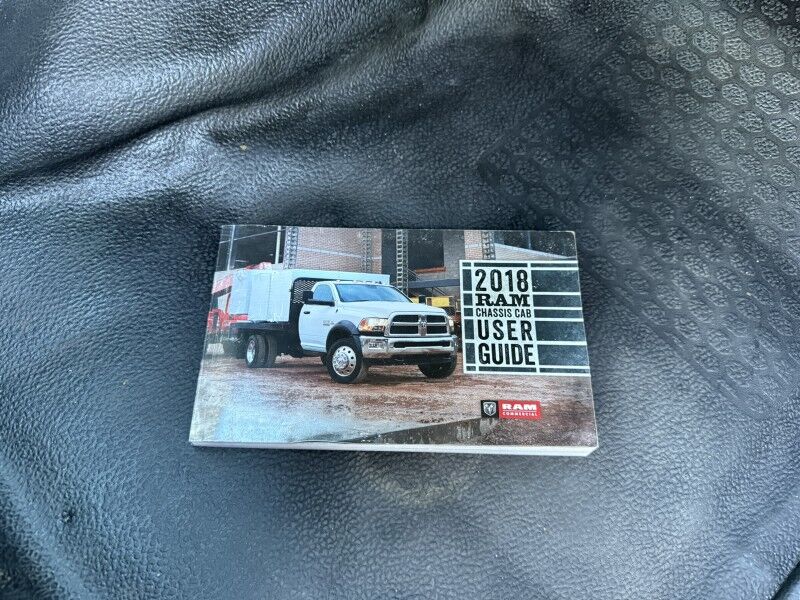 2018
RAM
CHASSIS CAB
USER
GUIDE
RAM
COMMERCIAL